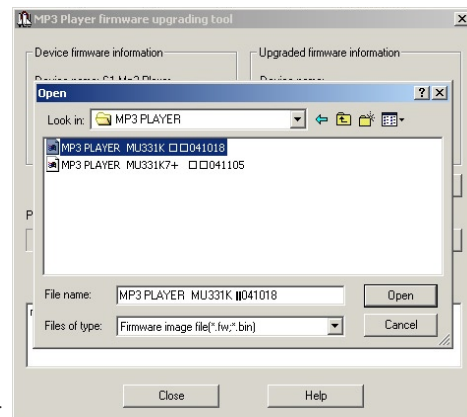 MP3 Player firmware upgrading tool
Device firmware information
Upgraded firmware information
Open
Look in:
MP3 PLAYER
MP3 PLAYER MU331K □□041018
MP3 PLAYER MU331K7+ □□041105
File name:
MP3 PLAYER MU331K ||041018
Open
Files of type:
Firmware image file(*.fw;*.bin)
Cancel
Close
Help